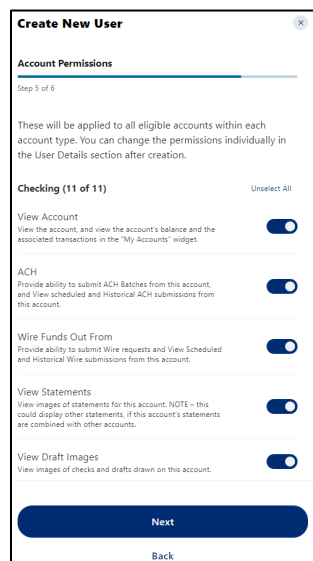 Create New User
×
Account Permissions
Step 5 of 6
These will be applied to all eligible accounts within each
account type. You can change the permissions individually in
the User Details section after creation.
Checking (11 of 11) Unselect All
View Account
View the account, and view the account's balance and the
associated transactions in the "My Accounts" widget.
ACH
Provide ability to submit ACH Batches from this account,
and View scheduled and Historical ACH submissions from
this account.
Wire Funds Out From
Provide ability to submit Wire requests and View Scheduled
and Historical Wire submissions from this account.
View Statements
View images of statements for this account. NOTE – this
could display other statements, if this account's statements
are combined with other accounts.
View Draft Images
View images of checks and drafts drawn on this account.
Next
Back